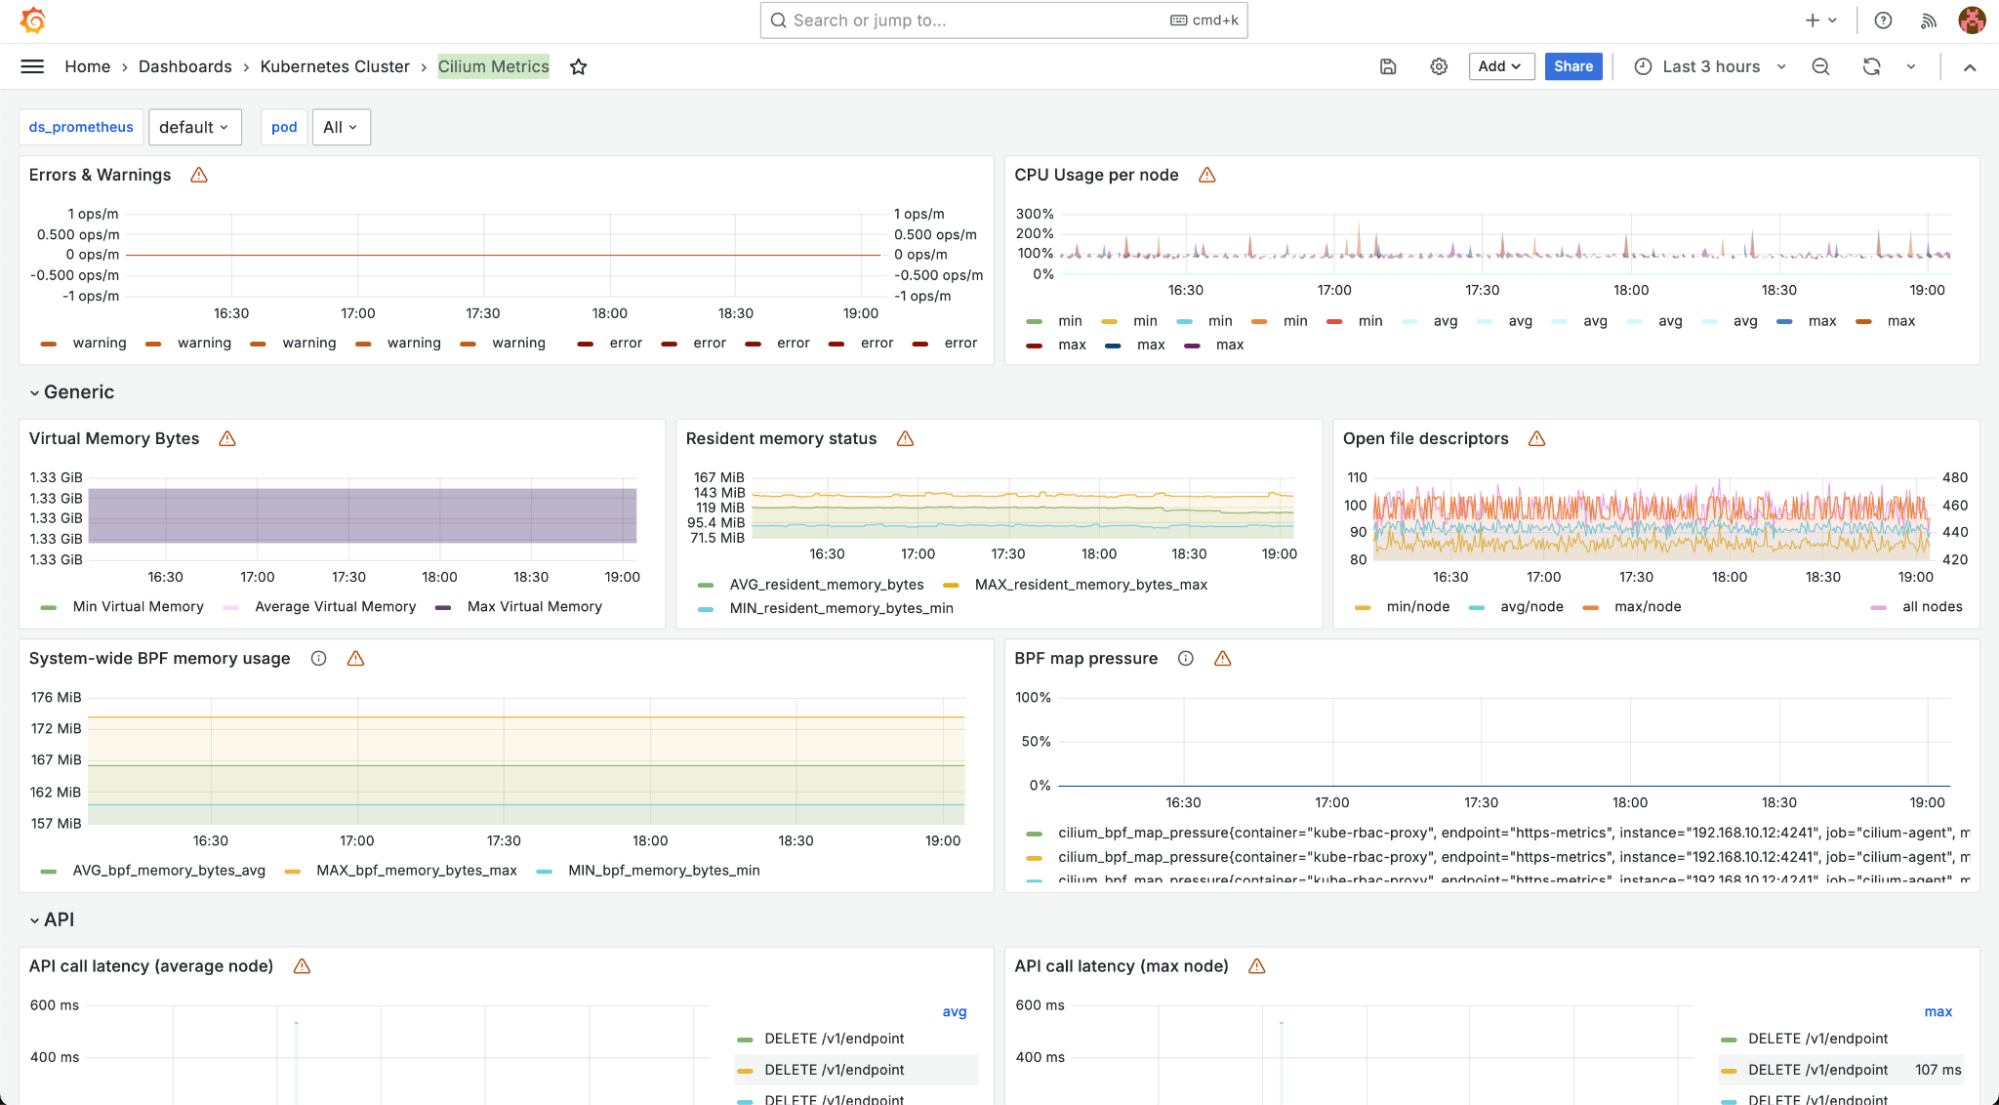 Search or jump to...
cmd+k
Home › Dashboards › Kubernetes Cluster › Cilium Metrics
Add
Share
Last 3 hours
ds_prometheus
default
pod
All
Errors & Warnings
1 ops/m
0.500 ops/m
0 ops/m
-0.500 ops/m
-1 ops/m
1 ops/m
0.500 ops/m
0 ops/m
-0.500 ops/m
-1 ops/m
16:30 17:00 17:30 18:00 18:30 19:00
warning warning warning warning warning error error error error error
CPU Usage per node
300%
200%
100%
0%
16:30 17:00 17:30 18:00 18:30 19:00
min min min min min avg avg avg avg avg max max
max max max
Generic
Virtual Memory Bytes
1.33 GiB
1.33 GiB
1.33 GiB
1.33 GiB
1.33 GiB
16:30 17:00 17:30 18:00 18:30 19:00
Min Virtual Memory Average Virtual Memory Max Virtual Memory
Resident memory status
167 MiB
143 MiB
119 MiB
95.4 MiB
71.5 MiB
16:30 17:00 17:30 18:00 18:30 19:00
AVG_resident_memory_bytes MAX_resident_memory_bytes_max
MIN_resident_memory_bytes_min
Open file descriptors
110
100
90
80
480
460
440
420
16:30 17:00 17:30 18:00 18:30 19:00
min/node avg/node max/node all nodes
System-wide BPF memory usage
176 MiB
172 MiB
167 MiB
162 MiB
157 MiB
16:30 17:00 17:30 18:00 18:30 19:00
AVG_bpf_memory_bytes_avg MAX_bpf_memory_bytes_max MIN_bpf_memory_bytes_min
BPF map pressure
100%
50%
0%
16:30 17:00 17:30 18:00 18:30 19:00
cilium_bpf_map_pressure{container="kube-rbac-proxy", endpoint="https-metrics", instance="192.168.10.12:4241", job="cilium-agent", m
cilium_bpf_map_pressure{container="kube-rbac-proxy", endpoint="https-metrics", instance="192.168.10.12:4241", job="cilium-agent", m
cilium_bpf_map_pressure{container="kube-rbac-proxy", endpoint="https-metrics", instance="192.168.10.12:4241", job="cilium-agent", m
API
API call latency (average node)
600 ms
400 ms
avg
DELETE /v1/endpoint
DELETE /v1/endpoint
DELETE /v1/endpoint
API call latency (max node)
600 ms
400 ms
max
DELETE /v1/endpoint
DELETE /v1/endpoint 107 ms
DELETE /v1/endpoint